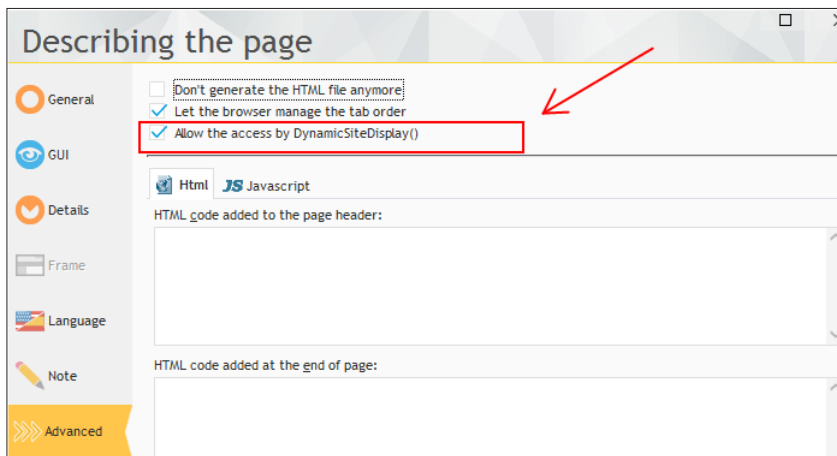 Describing the page
General
GUI
Details
Frame
Language
Note
Advanced
Don't generate the HTML file anymore
Let the browser manage the tab order
Allow the access by DynamicSiteDisplay()
Html JS Javascript
HTML code added to the page header:
HTML code added at the end of page: